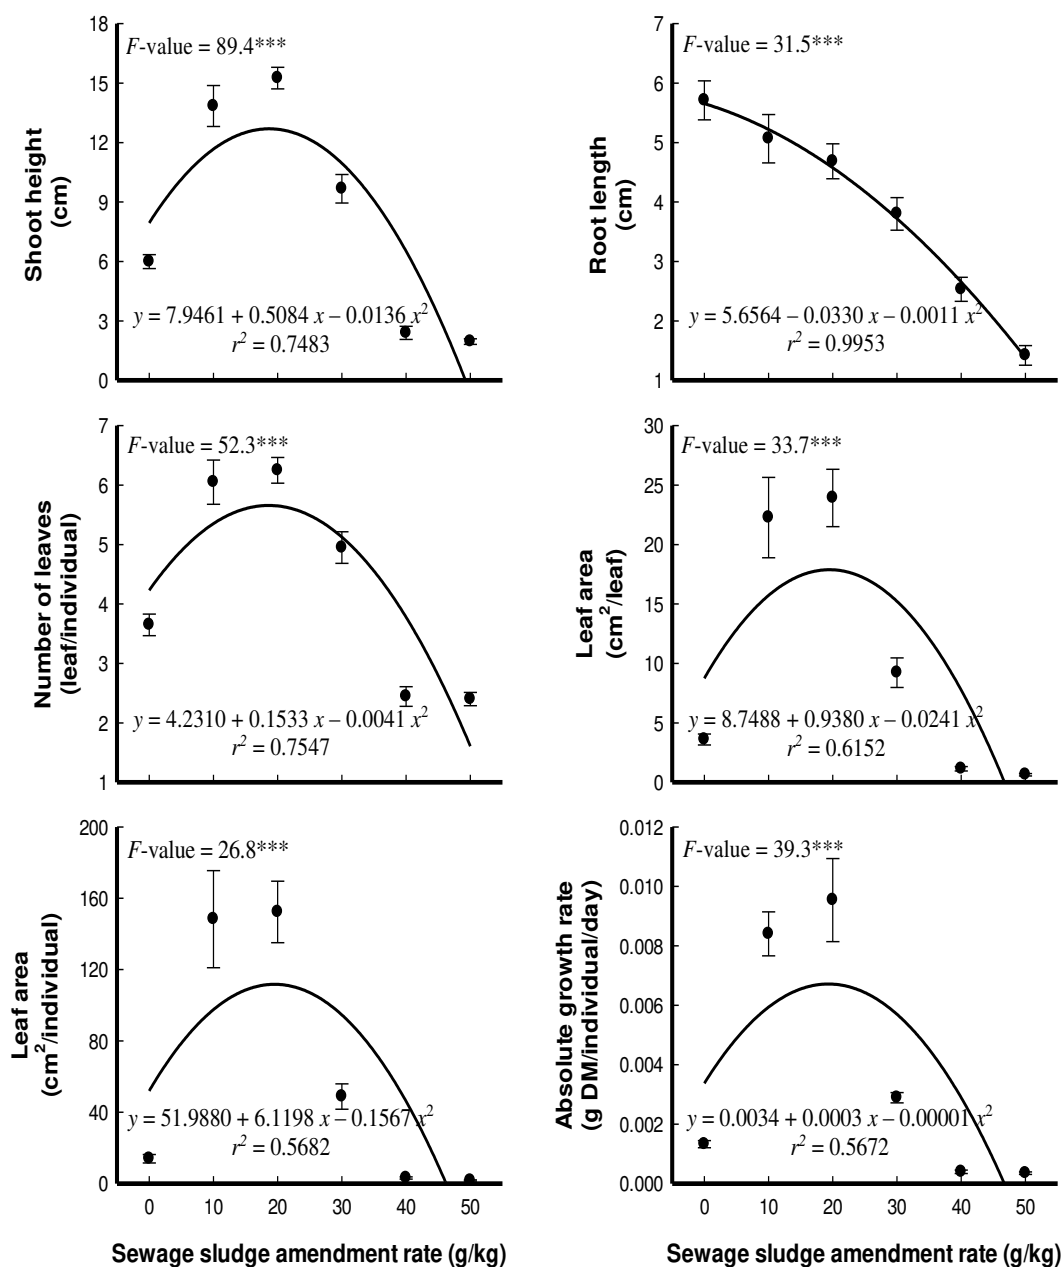 F-value = 89.4***
18
15
12
9
6
3
0
Shoot height
(cm)
y = 7.9461 + 0.5084 x – 0.0136 x²
r² = 0.7483
F-value = 31.5***
7
6
5
4
3
2
1
Root length
(cm)
y = 5.6564 – 0.0330 x – 0.0011 x²
r² = 0.9953
F-value = 52.3***
7
6
5
4
3
2
1
Number of leaves
(leaf/individual)
y = 4.2310 + 0.1533 x – 0.0041 x²
r² = 0.7547
F-value = 33.7***
30
25
20
15
10
5
0
Leaf area
(cm²/leaf)
y = 8.7488 + 0.9380 x – 0.0241 x²
r² = 0.6152
F-value = 26.8***
200
160
120
80
40
0
Leaf area
(cm²/individual)
y = 51.9880 + 6.1198 x – 0.1567 x²
r² = 0.5682
0 10 20 30 40 50
Sewage sludge amendment rate (g/kg)
F-value = 39.3***
0.012
0.010
0.008
0.006
0.004
0.002
0.000
Absolute growth rate
(g DM/individual/day)
y = 0.0034 + 0.0003 x – 0.00001 x²
r² = 0.5672
0 10 20 30 40 50
Sewage sludge amendment rate (g/kg)